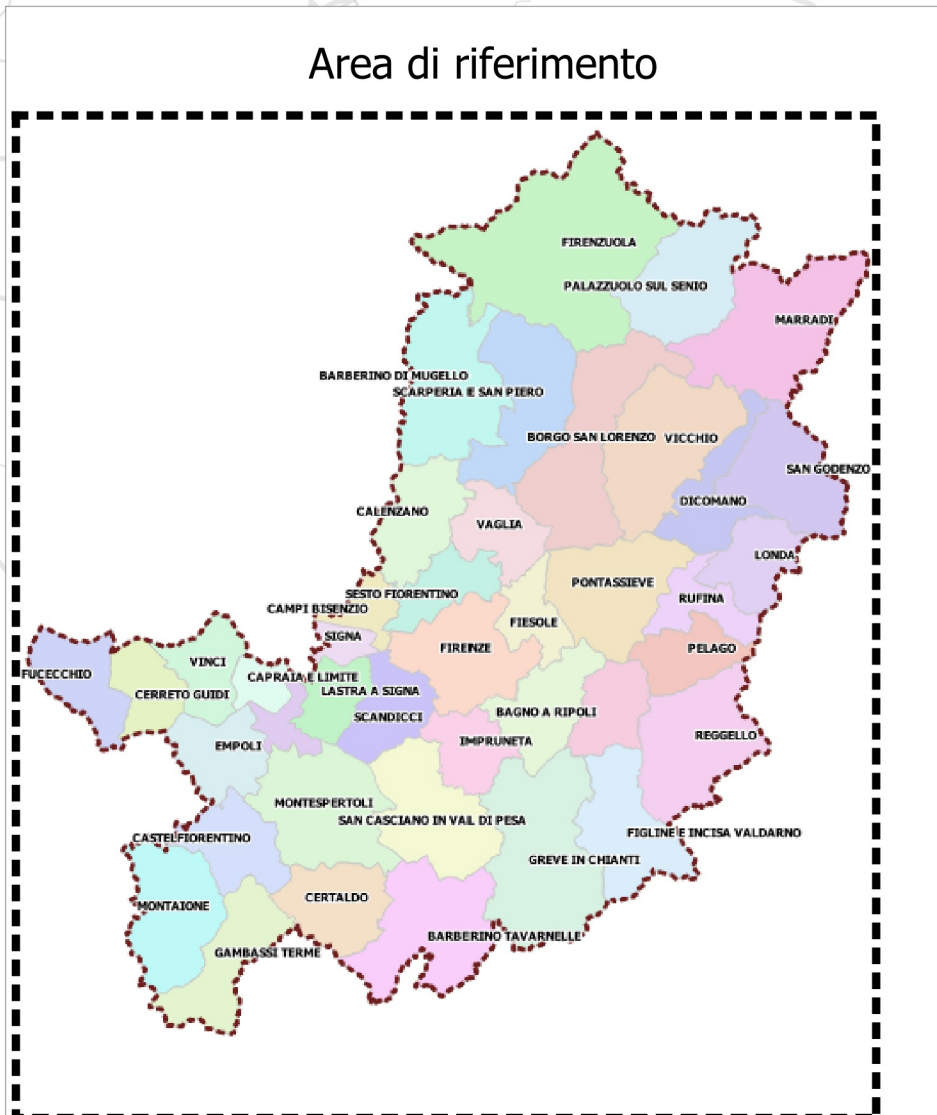 Area di riferimento
FIRENZUOLA
PALAZZUOLO SUL SENIO
MARRADI
BARBERINO DI MUGELLO
SCARPERIA E SAN PIERO
BORGO SAN LORENZO
VICCHIO
SAN GODENZO
DICOMANO
CALENZANO
VAGLIA
LONDA
PONTASSIEVE
SESTO FIORENTINO
RUFINA
CAMPI BISENZIO
FIESOLE
SIGNA
FIRENZE
PELAGO
VINCI
FUCECCHIO
CAPRAIA E LIMITE
CERRETO GUIDI
LASTRA A SIGNA
BAGNO A RIPOLI
SCANDICCI
REGGELLO
IMPRUNETA
EMPOLI
MONTESPERTOLI
SAN CASCIANO IN VAL DI PESA
FIGLINE E INCISA VALDARNO
CASTELFIORENTINO
GREVE IN CHIANTI
CERTALDO
MONTAIONE
BARBERINO TAVARNELLE
GAMBASSI TERME